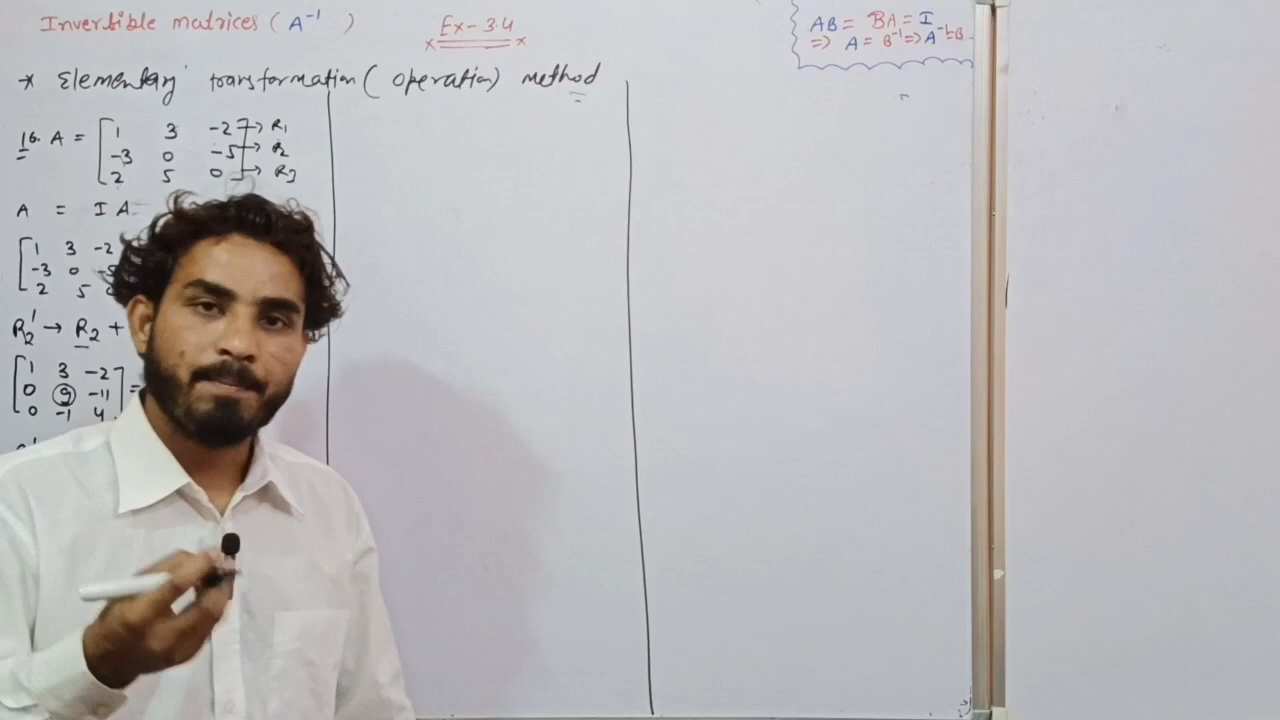 Invertible matrices ( A⁻¹ )
Ex - 3.4
AB = BA = I
⇒ A = B⁻¹ ⇒ A⁻¹ = B
* Elementary transformation ( operation) method
16. A = [ 1 3 -2 ] → R1
-3 0 -5 → R2
2 5 0 → R3
A = I A
1 3 -2
-3 0 -5
2 5
R2' → R2 +
1 3 -2
0 9 -11 =
0 -1 4